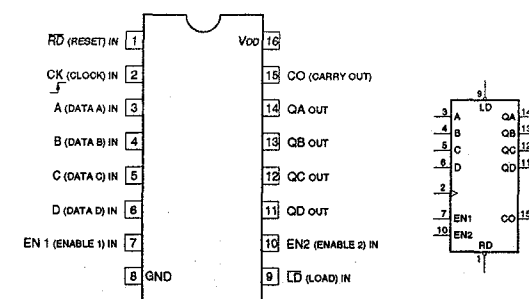 R̅D̅ (RESET) IN 1
16 VDD
CK (CLOCK) IN 2
15 CO (CARRY OUT)
A (DATA A) IN 3
14 QA OUT
B (DATA B) IN 4
13 QB OUT
C (DATA C) IN 5
12 QC OUT
D (DATA D) IN 6
11 QD OUT
EN 1 (ENABLE 1) IN 7
10 EN2 (ENABLE 2) IN
8 GND
9 L̅D̅ (LOAD) IN
9
LD
3 A QA 14
4 B QB 13
5 C QC 12
6 D QD 11
2
7 EN1 CO 15
10 EN2
RD
1